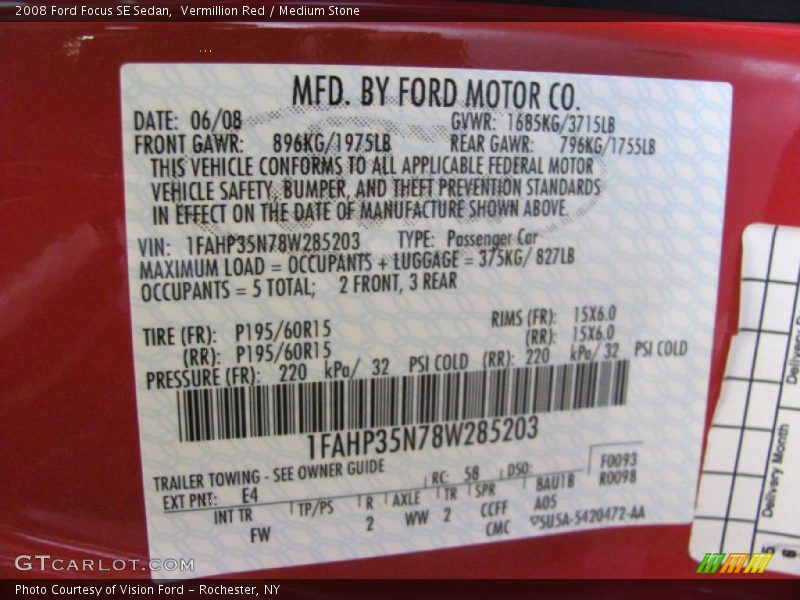 2008 Ford Focus SE Sedan,  Vermillion Red / Medium Stone
MFD. BY FORD MOTOR CO.
DATE: 06/08 GVWR: 1685KG/3715LB
FRONT GAWR: 896KG/1975LB REAR GAWR: 796KG/1755LB
THIS VEHICLE CONFORMS TO ALL APPLICABLE FEDERAL MOTOR
VEHICLE SAFETY, BUMPER, AND THEFT PREVENTION STANDARDS
IN EFFECT ON THE DATE OF MANUFACTURE SHOWN ABOVE.
VIN: 1FAHP35N78W285203 TYPE: Passenger Car
MAXIMUM LOAD = OCCUPANTS + LUGGAGE = 375KG/ 827LB
OCCUPANTS = 5 TOTAL; 2 FRONT, 3 REAR
TIRE (FR): P195/60R15 RIMS (FR): 15X6.0
(RR): P195/60R15 (RR): 15X6.0
PRESSURE (FR): 220 kPa/ 32 PSI COLD (RR): 220 kPa/ 32 PSI COLD
1FAHP35N78W285203
TRAILER TOWING - SEE OWNER GUIDE RC: 58 DSO: F0093
EXT PNT: E4 R0098
INT TR TP/PS R AXLE TR SPR BAU1B
FW 2 WW 2 CCFF A05
CMC SU5A-5420472-AA
Delivery Month
5
6
GTCARLOT.COM
Photo Courtesy of Vision Ford - Rochester, NY